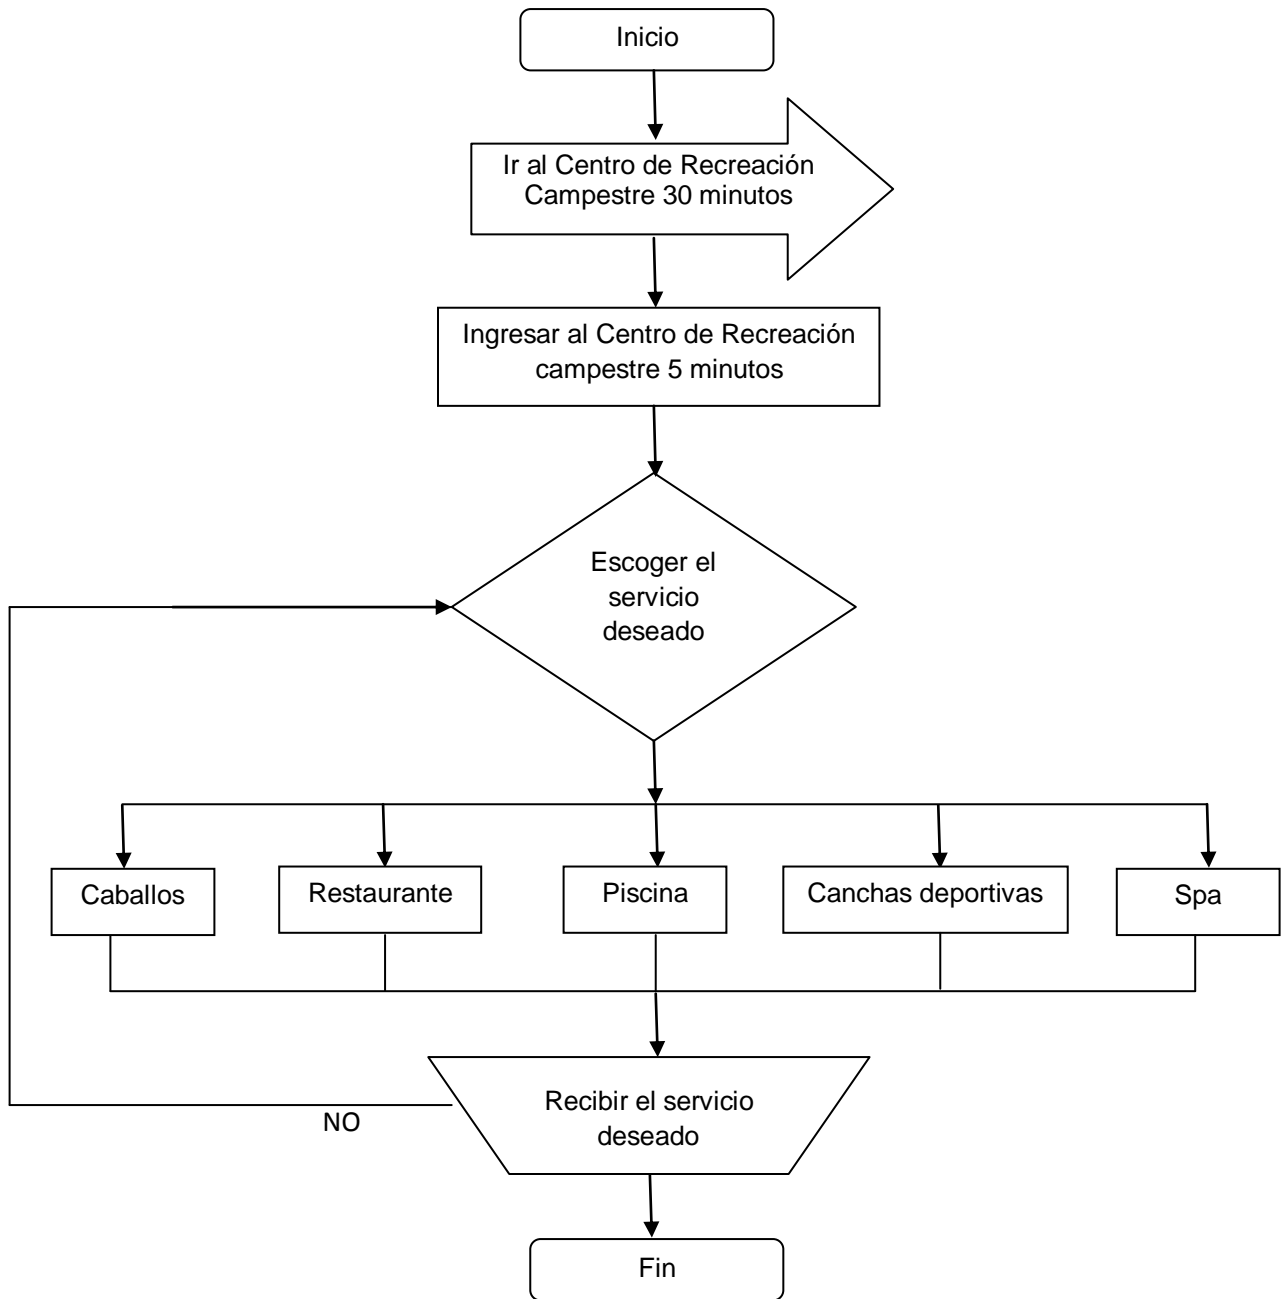 Inicio
Ir al Centro de Recreación
Campestre 30 minutos
Ingresar al Centro de Recreación
campestre 5 minutos
Escoger el
servicio
deseado
Caballos
Restaurante
Piscina
Canchas deportivas
Spa
Recibir el servicio
deseado
NO
Fin